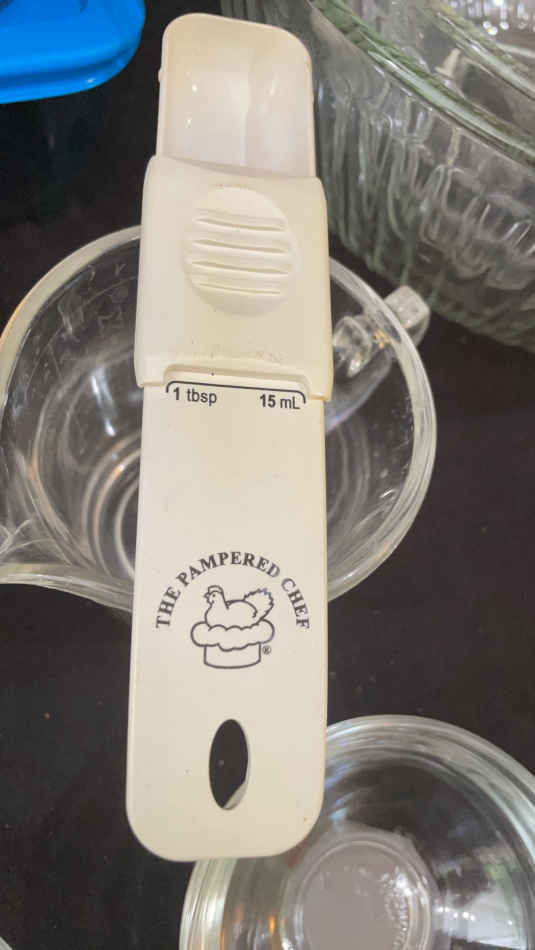 1 tbsp 15 mL
THE PAMPERED CHEF
®